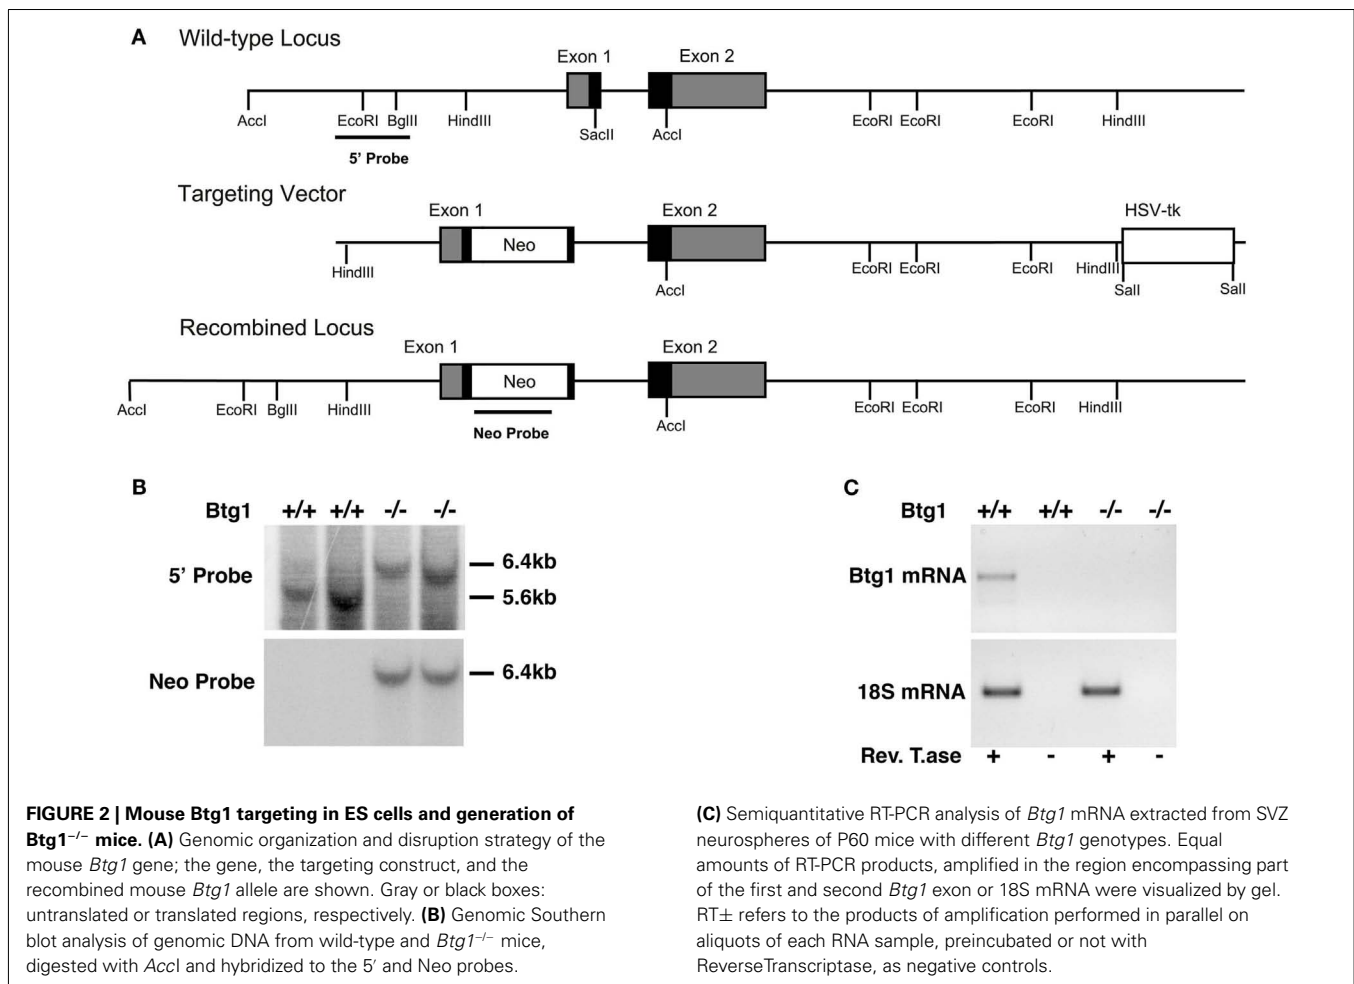 A Wild-type Locus
Exon 1 Exon 2
AccI EcoRI BglII HindIII SacII AccI EcoRI EcoRI EcoRI HindIII
5' Probe
Targeting Vector
Exon 1 Exon 2 HSV-tk
Neo
HindIII AccI EcoRI EcoRI EcoRI HindIII SalI SalI
Recombined Locus
Exon 1 Exon 2
Neo
AccI EcoRI BglII HindIII AccI EcoRI EcoRI EcoRI HindIII
Neo Probe
B
Btg1 +/+ +/+ -/- -/-
5' Probe 6.4kb
5.6kb
Neo Probe 6.4kb
C
Btg1 +/+ +/+ -/- -/-
Btg1 mRNA
18S mRNA
Rev. T.ase + - + -
FIGURE 2 | Mouse Btg1 targeting in ES cells and generation of
Btg1−/− mice. (A) Genomic organization and disruption strategy of the
mouse Btg1 gene; the gene, the targeting construct, and the
recombined mouse Btg1 allele are shown. Gray or black boxes:
untranslated or translated regions, respectively. (B) Genomic Southern
blot analysis of genomic DNA from wild-type and Btg1−/− mice,
digested with AccI and hybridized to the 5′ and Neo probes.
(C) Semiquantitative RT-PCR analysis of Btg1 mRNA extracted from SVZ
neurospheres of P60 mice with different Btg1 genotypes. Equal
amounts of RT-PCR products, amplified in the region encompassing part
of the first and second Btg1 exon or 18S mRNA were visualized by gel.
RT± refers to the products of amplification performed in parallel on
aliquots of each RNA sample, preincubated or not with
ReverseTranscriptase, as negative controls.